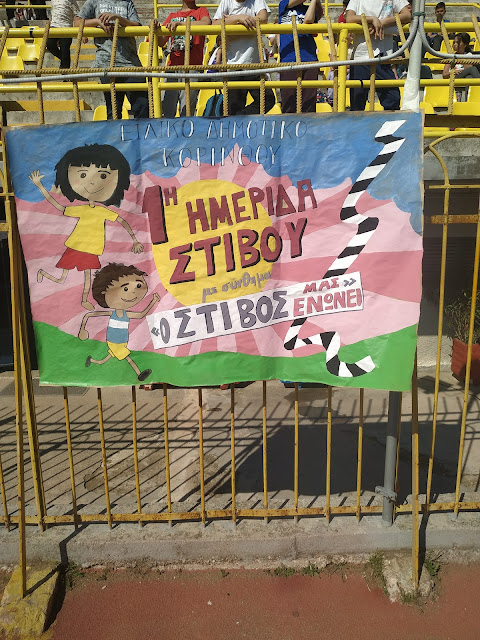 ΕΙΔΙΚΟ ΔΗΜΟΤΙΚΟ
ΚΟΡΙΝΘΟΥ
1Η ΗΜΕΡΙΔΑ
ΣΤΙΒΟΥ
με σύνθημα
«Ο ΣΤΙΒΟΣ ΜΑΣ
ΕΝΩΝΕΙ»